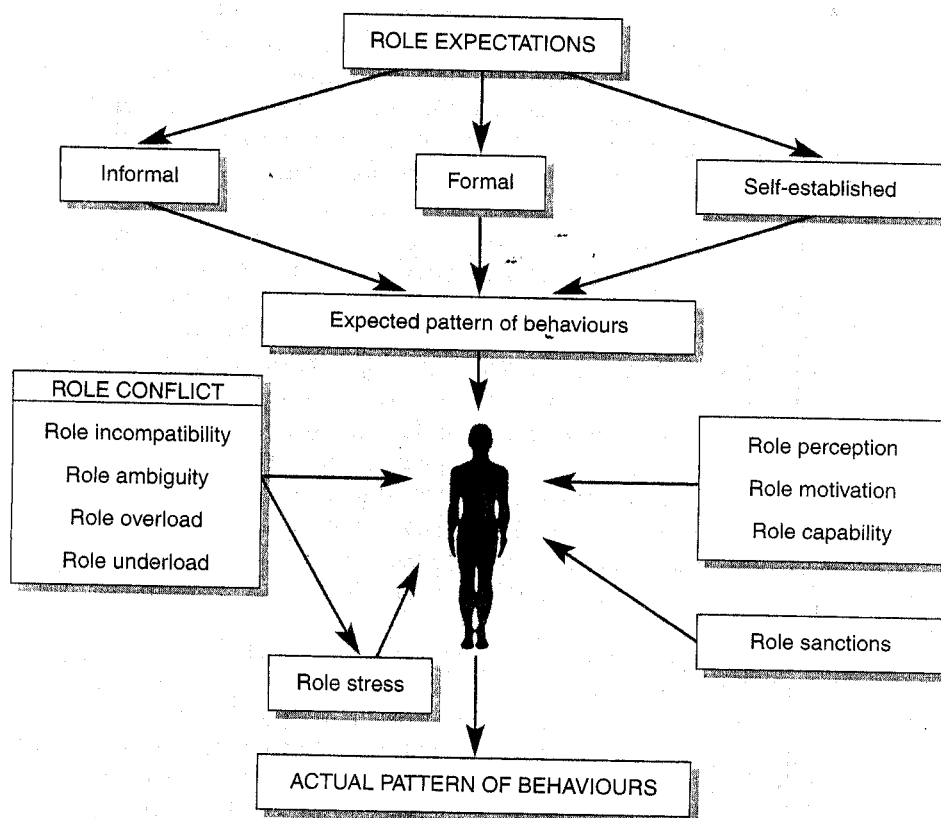 ROLE EXPECTATIONS
Informal
Formal
Self-established
Expected pattern of behaviours
ROLE CONFLICT
Role incompatibility
Role ambiguity
Role overload
Role underload
Role perception
Role motivation
Role capability
Role stress
Role sanctions
ACTUAL PATTERN OF BEHAVIOURS